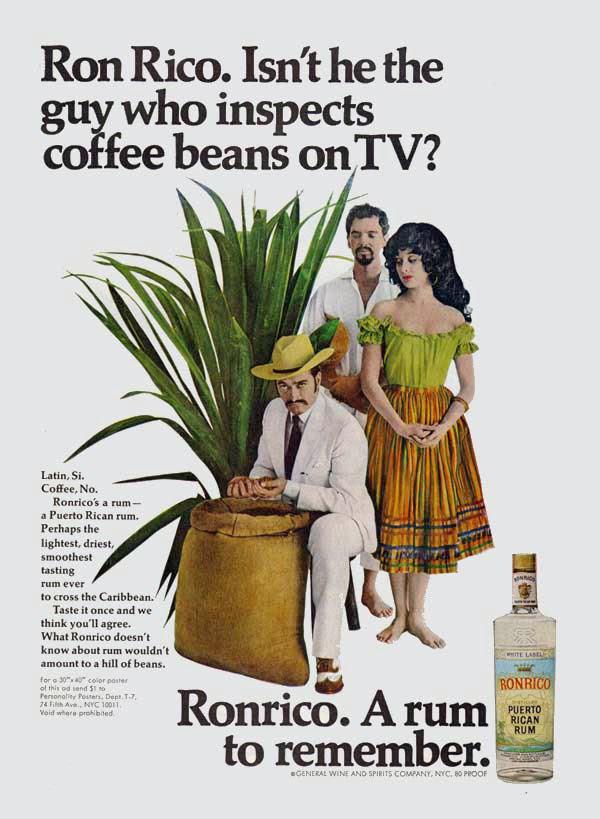 Ron Rico. Isn't he the
guy who inspects
coffee beans on TV?
Latin, Si.
Coffee, No.
Ronrico's a rum—
a Puerto Rican rum.
Perhaps the
lightest, driest,
smoothest
tasting
rum ever
to cross the Caribbean.
Taste it once and we
think you'll agree.
What Ronrico doesn't
know about rum wouldn't
amount to a hill of beans.
For a 30"x 40" color poster
of this ad send $1 to
Personality Posters, Dept. T-7,
74 Fifth Ave., NYC 10011.
Void where prohibited.
RONRICO
WHITE LABEL
RONRICO
DISTILLED
PUERTO
RICAN
RUM
Ronrico. A rum
to remember.
©GENERAL WINE AND SPIRITS COMPANY, NYC, 80 PROOF